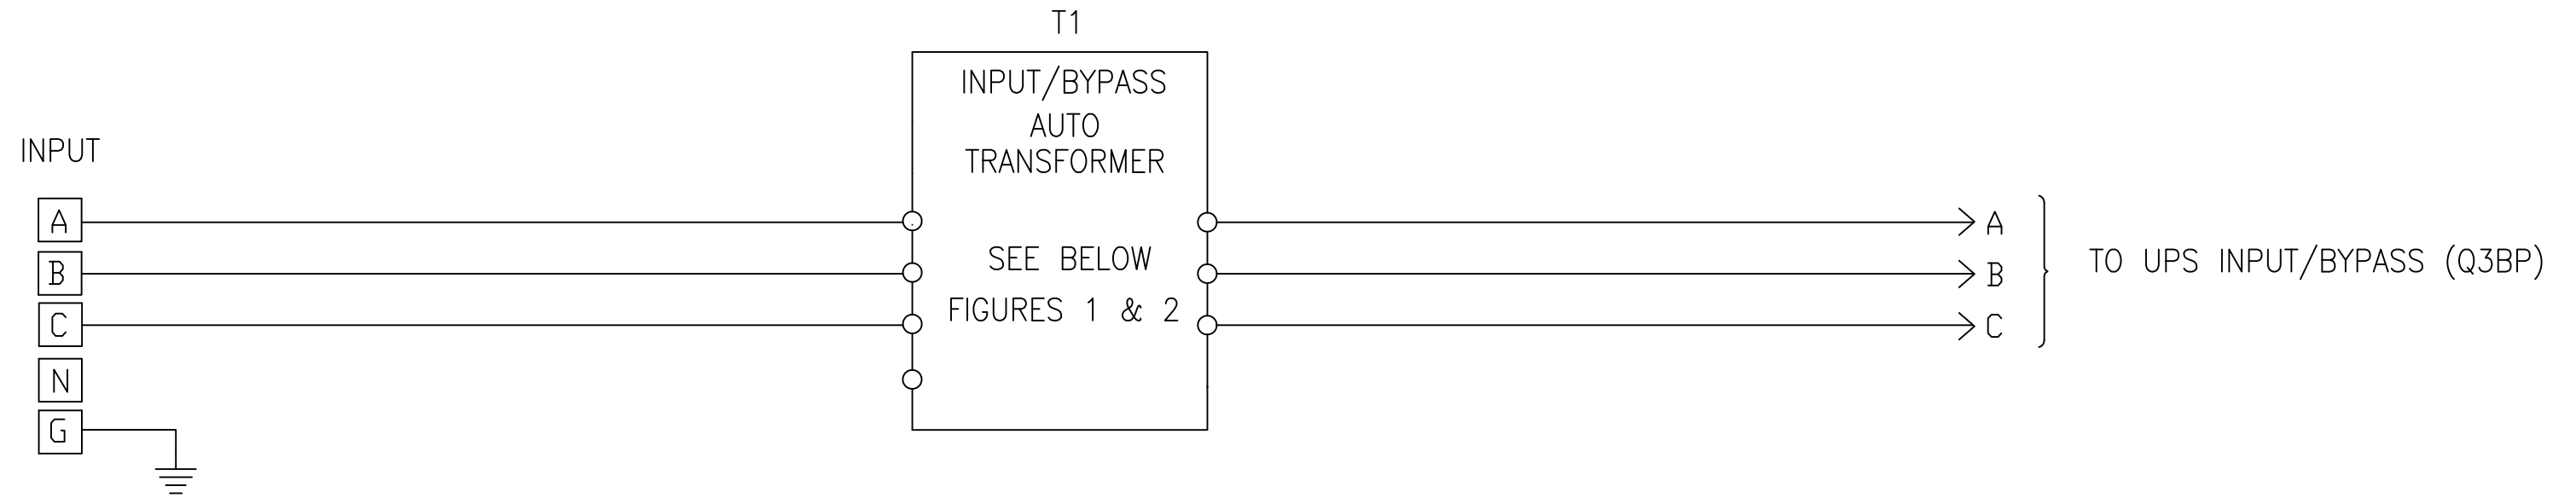 T1
INPUT/BYPASS
AUTO
TRANSFORMER
INPUT
A
B
C
N
G
SEE BELOW
FIGURES 1 & 2
A
B
C
TO UPS INPUT/BYPASS (Q3BP)